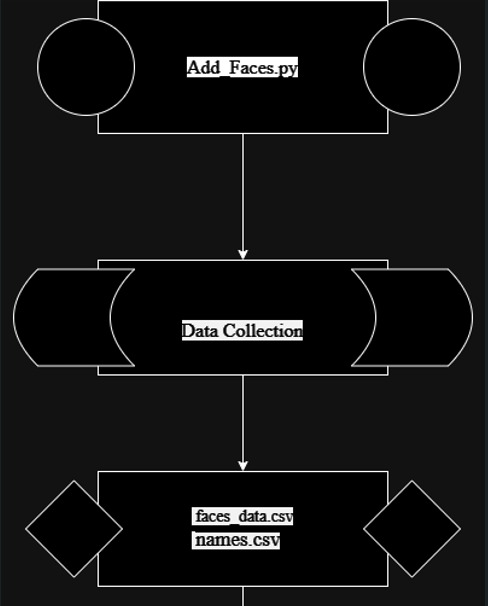 Add_Faces.py
Data Collection
faces_data.csv
names.csv